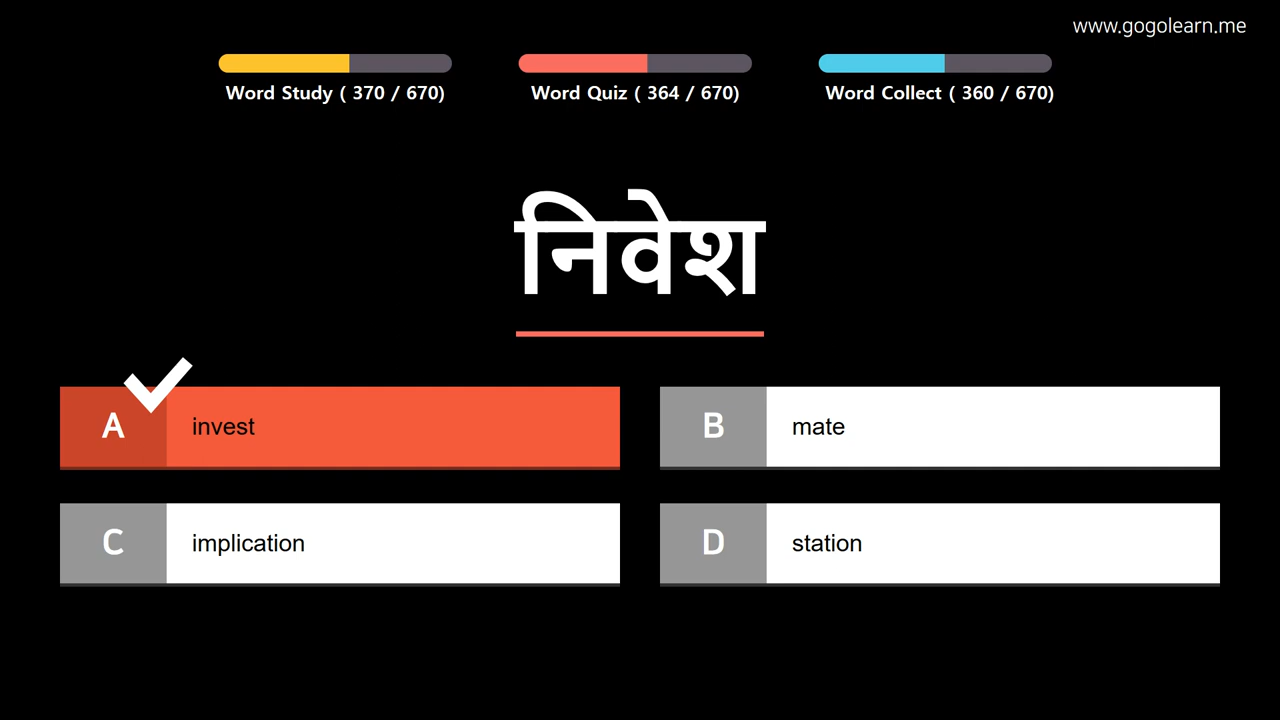 www.gogolearn.me
Word Study ( 370 / 670)
Word Quiz ( 364 / 670)
Word Collect ( 360 / 670)
निवेश
A invest
B mate
C implication
D station